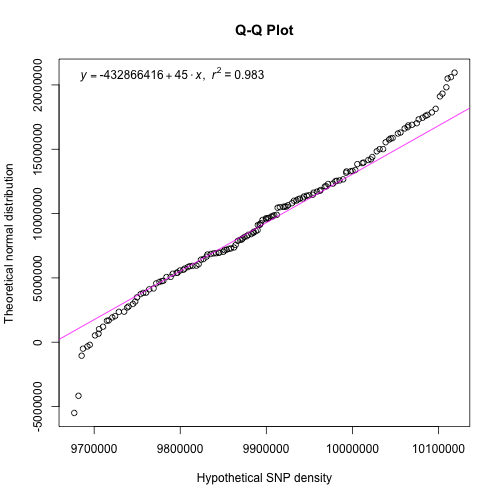 Q-Q Plot
y = -432866416 + 45 · x, r² = 0.983
Theoretical normal distribution
20000000
15000000
10000000
5000000
0
-5000000
9700000 9800000 9900000 10000000 10100000
Hypothetical SNP density